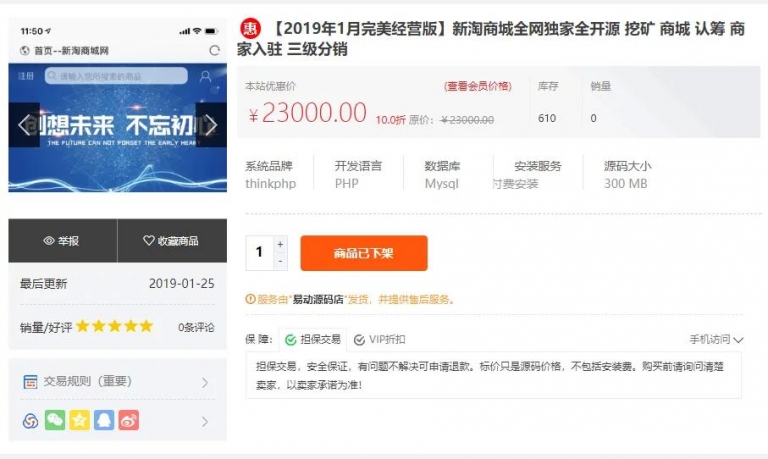 11:50
首页--新淘商城网
注册
请输入您所搜索的商品
创想未来 不忘初心
THE FUTURE CAN NOT FORGET THE EARLY HEART
举报
收藏商品
最后更新 2019-01-25
销量/好评 0条评论
交易规则（重要）
惠 【2019年1月完美经营版】新淘商城全网独家全开源 挖矿 商城 认筹 商
家入驻 三级分销
本站优惠价 (查看会员价格) 库存 销量
¥23000.00 10.0折 原价: ¥23000.00 610 0
系统品牌 开发语言 数据库 安装服务 源码大小
thinkphp PHP Mysql 付费安装 300 MB
1 + -
商品已下架
服务由"易动源码店"发货，并提供售后服务。
保 障: 担保交易 VIP折扣 手机访问
担保交易，安全保证，有问题不解决可申请退款。标价只是源码价格，不包括安装费。购买前请询问清楚
卖家，以卖家承诺为准!